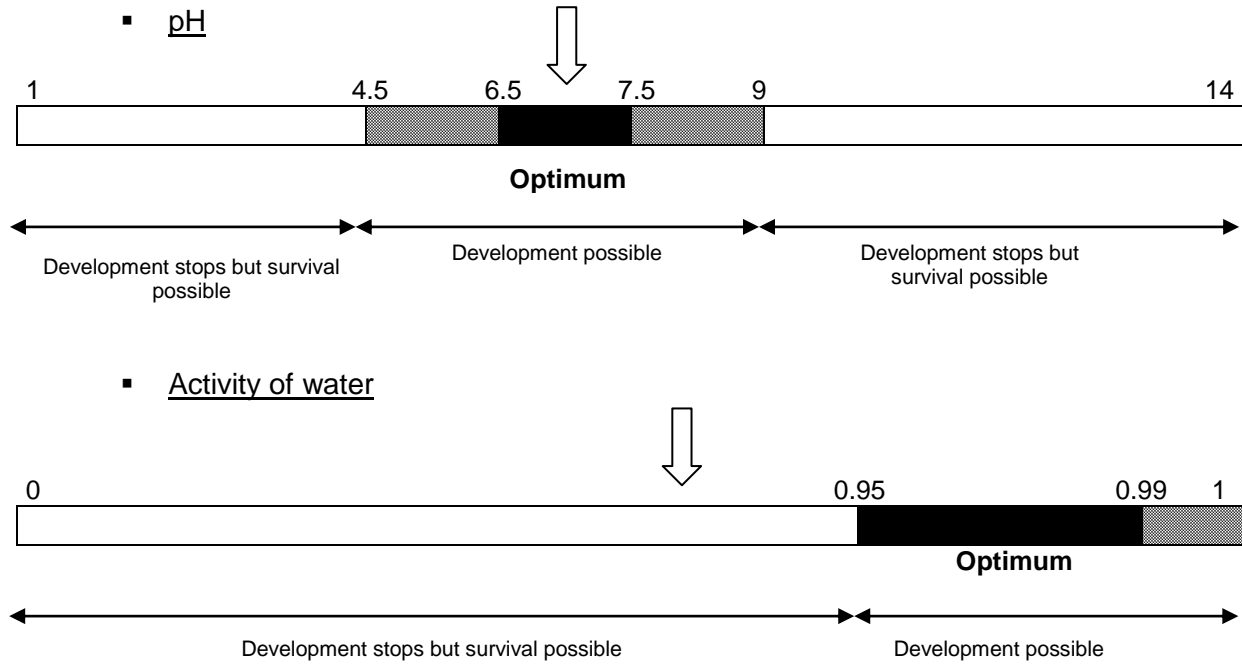 ▪ pH
1 4.5 6.5 7.5 9 14
Optimum
Development stops but survival
possible
Development possible
Development stops but
survival possible
▪ Activity of water
0 0.95 0.99 1
Optimum
Development stops but survival possible
Development possible